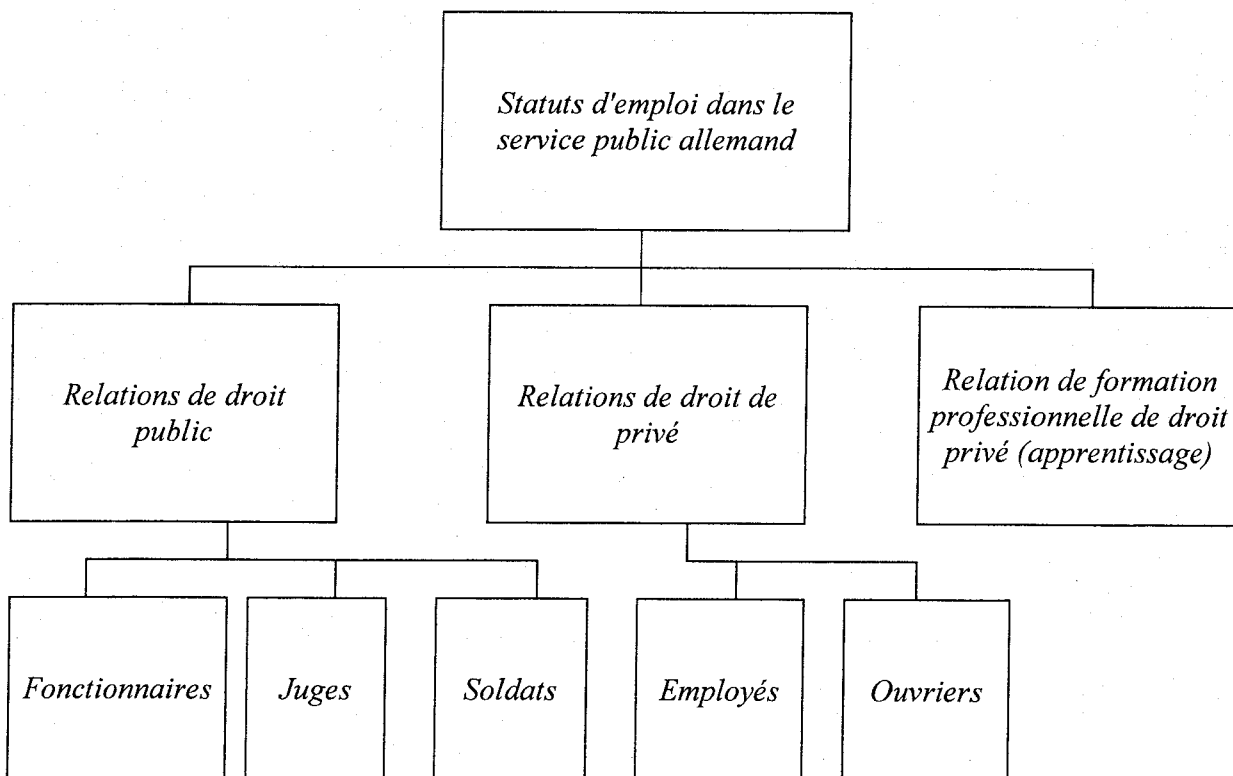 Statuts d'emploi dans le
service public allemand
Relations de droit
public
Relations de droit de
privé
Relation de formation
professionnelle de droit
privé (apprentissage)
Fonctionnaires
Juges
Soldats
Employés
Ouvriers